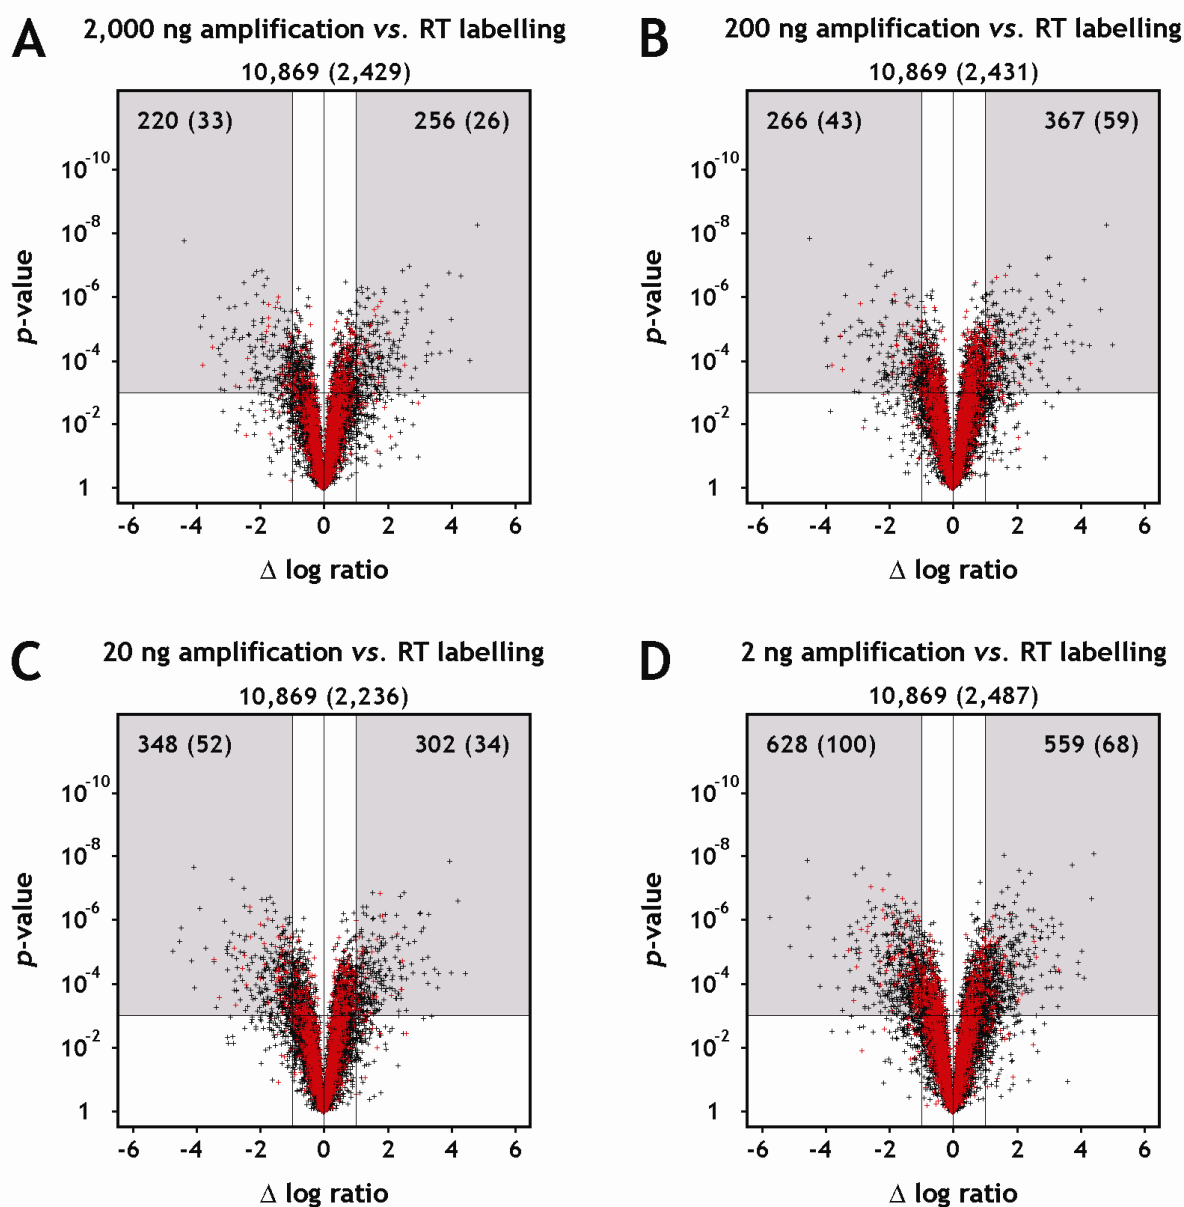 A
2,000 ng amplification vs. RT labelling
10,869 (2,429)
220 (33)
256 (26)
10-10
10-8
10-6
10-4
10-2
1
p-value
-6 -4 -2 0 2 4 6
Δ log ratio
B
200 ng amplification vs. RT labelling
10,869 (2,431)
266 (43)
367 (59)
10-10
10-8
10-6
10-4
10-2
1
p-value
-6 -4 -2 0 2 4 6
Δ log ratio
C
20 ng amplification vs. RT labelling
10,869 (2,236)
348 (52)
302 (34)
10-10
10-8
10-6
10-4
10-2
1
p-value
-6 -4 -2 0 2 4 6
Δ log ratio
D
2 ng amplification vs. RT labelling
10,869 (2,487)
628 (100)
559 (68)
10-10
10-8
10-6
10-4
10-2
1
p-value
-6 -4 -2 0 2 4 6
Δ log ratio